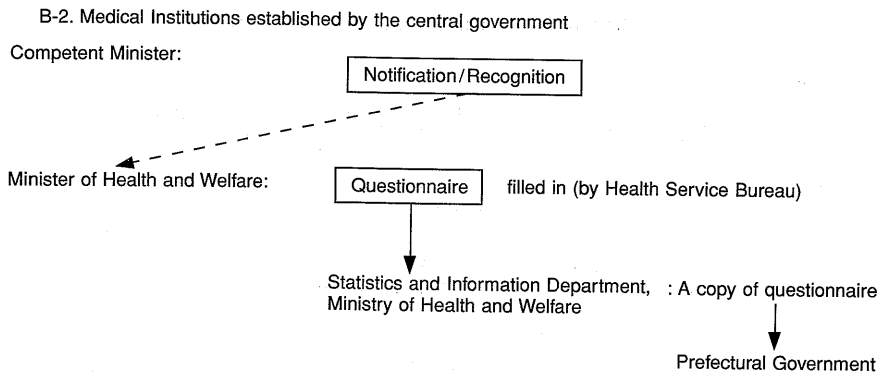 B-2. Medical Institutions established by the central government
Competent Minister:
Notification/Recognition
Minister of Health and Welfare:
Questionnaire
filled in (by Health Service Bureau)
Statistics and Information Department, : A copy of questionnaire
Ministry of Health and Welfare
Prefectural Government